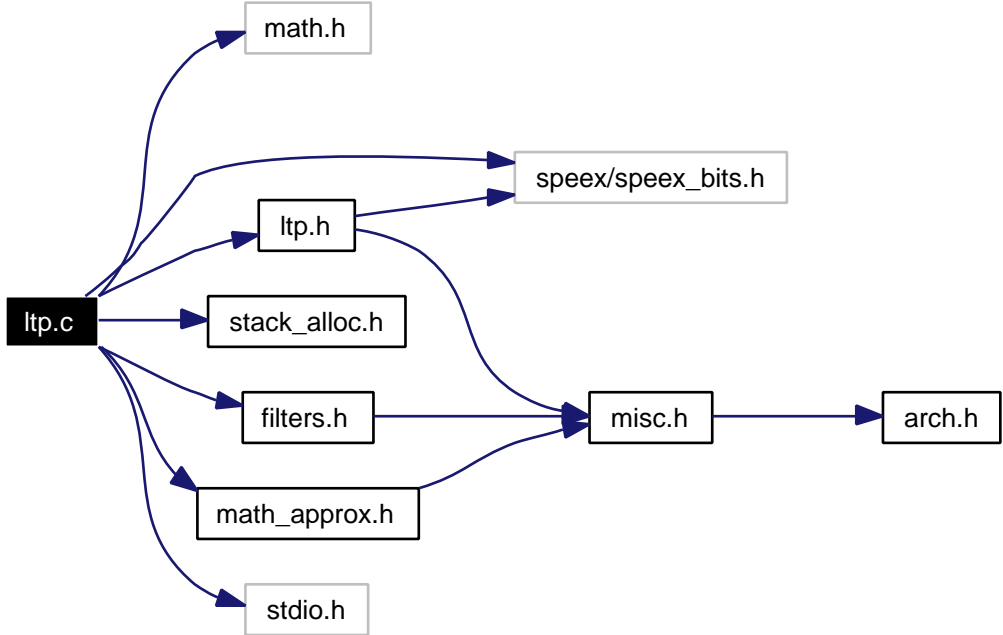 math.h
speex/speex_bits.h
ltp.h
ltp.c
stack_alloc.h
filters.h
misc.h
arch.h
math_approx.h
stdio.h